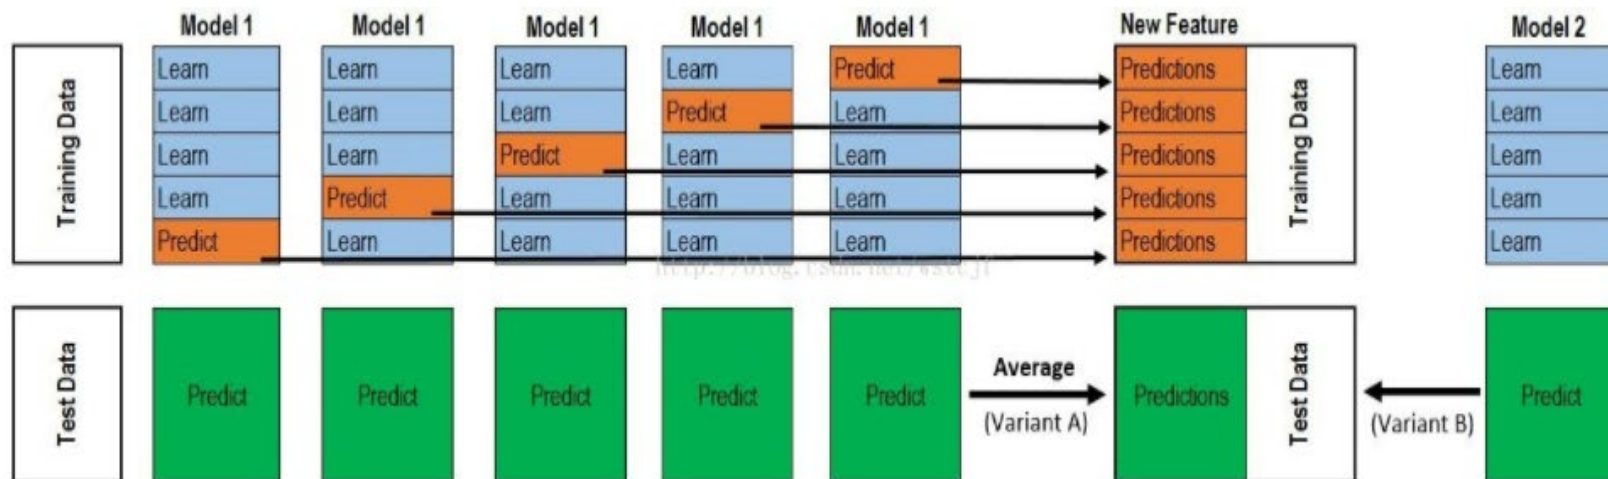 Model 1 Model 1 Model 1 Model 1 Model 1 New Feature Model 2
Training Data
Learn Learn Learn Learn Predict Predictions Learn
Learn Learn Learn Predict Learn Predictions Learn
Learn Learn Predict Learn Learn Predictions Learn
Learn Predict Learn Learn Learn Predictions Learn
Predict Learn Learn Learn Learn Predictions Learn
Training Data
Test Data
Predict Predict Predict Predict Predict
Average
(Variant A)
Predictions
Test Data
(Variant B)
Predict